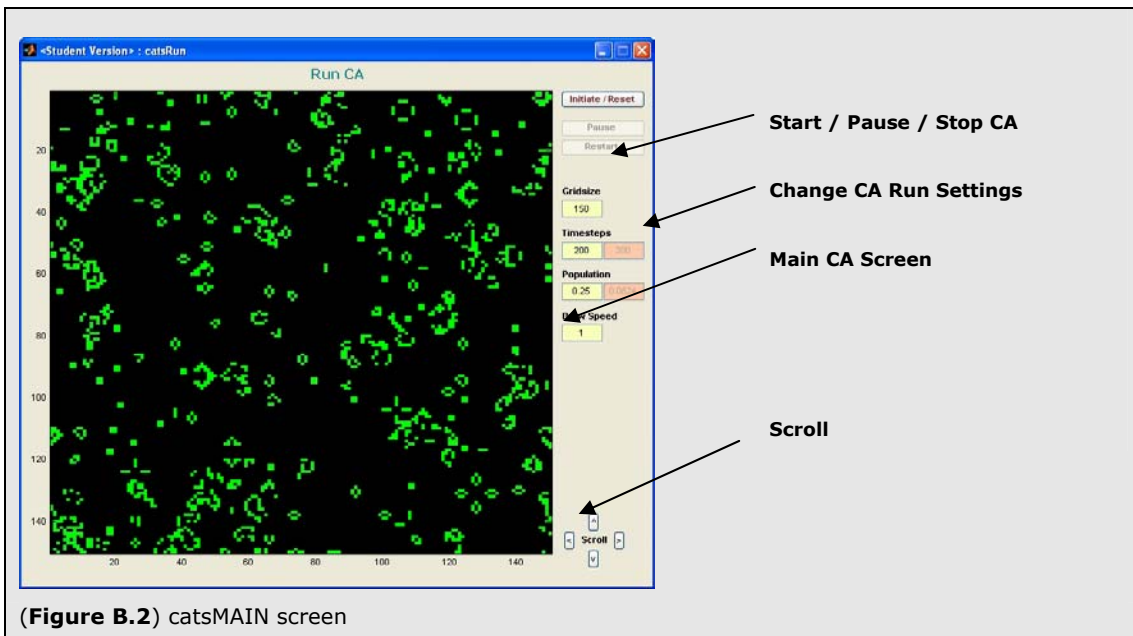 <Student Version> : catsRun
Run CA
Initiate / Reset
Pause
Restart
Gridsize
150
Timesteps
200 200
Population
0.25
Speed
1
20
40
60
80
100
120
140
20 40 60 80 100 120 140
^
< Scroll >
v
Start / Pause / Stop CA
Change CA Run Settings
Main CA Screen
Scroll
(Figure B.2) catsMAIN screen